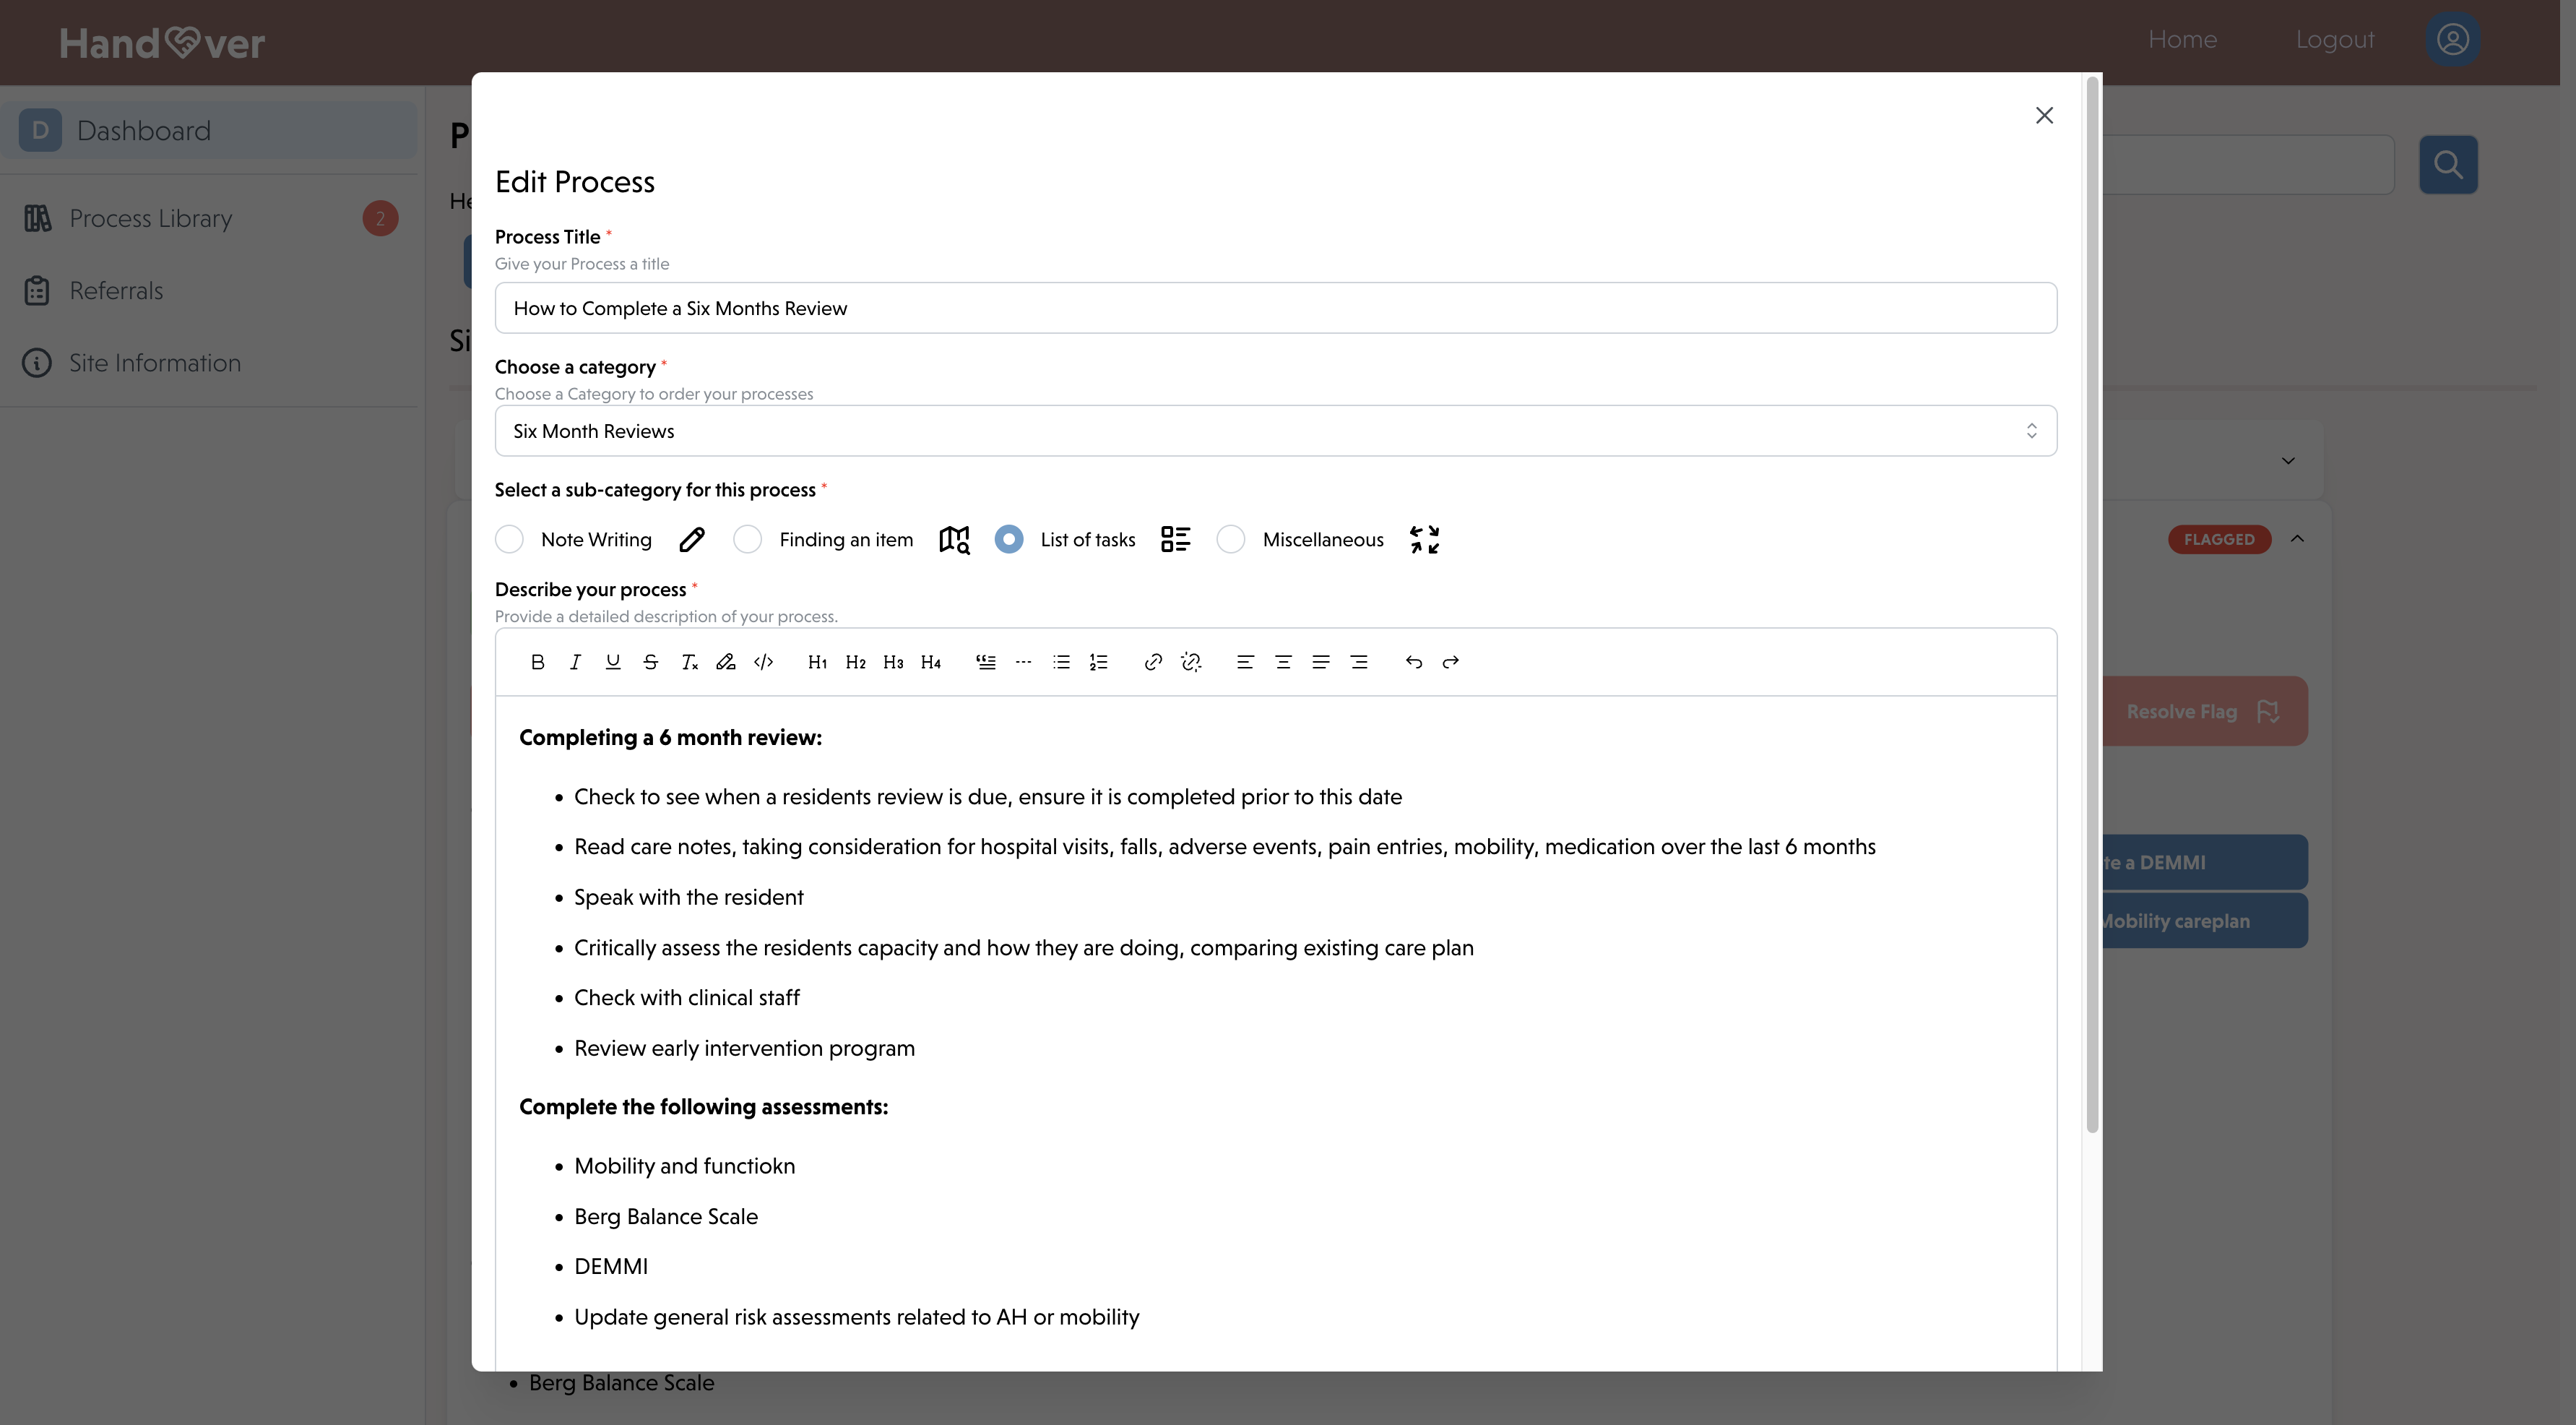 Handover
Home
Logout
D
Dashboard
Process Library
2
Referrals
Site Information
Edit Process
Process Title *
Give your Process a title
How to Complete a Six Months Review
Choose a category *
Choose a Category to order your processes
Six Month Reviews
Select a sub-category for this process *
Note Writing
Finding an item
List of tasks
Miscellaneous
Describe your process *
Provide a detailed description of your process.
B I U S Tx </> H1 H2 H3 H4
Completing a 6 month review:
• Check to see when a residents review is due, ensure it is completed prior to this date
• Read care notes, taking consideration for hospital visits, falls, adverse events, pain entries, mobility, medication over the last 6 months
• Speak with the resident
• Critically assess the residents capacity and how they are doing, comparing existing care plan
• Check with clinical staff
• Review early intervention program
Complete the following assessments:
• Mobility and functiokn
• Berg Balance Scale
• DEMMI
• Update general risk assessments related to AH or mobility
FLAGGED
Resolve Flag
te a DEMMI
Mobility careplan
• Berg Balance Scale